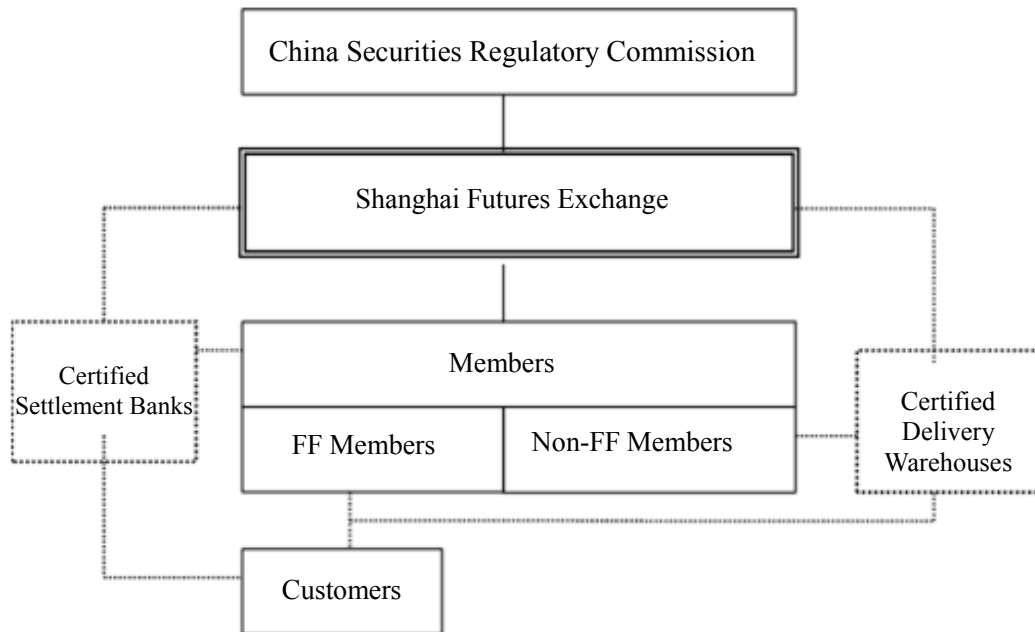 China Securities Regulatory Commission
Shanghai Futures Exchange
Members
Certified
Settlement Banks
FF Members
Non-FF Members
Certified
Delivery
Warehouses
Customers